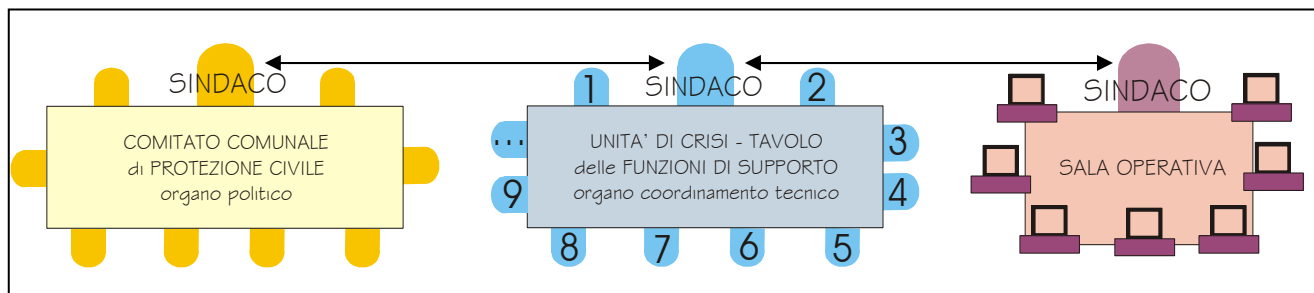 SINDACO
COMITATO COMUNALE
di PROTEZIONE CIVILE
organo politico
1
SINDACO
2
...
UNITA' DI CRISI - TAVOLO
delle FUNZIONI DI SUPPORTO
organo coordinamento tecnico
3
9
4
8
7
6
5
SINDACO
SALA OPERATIVA